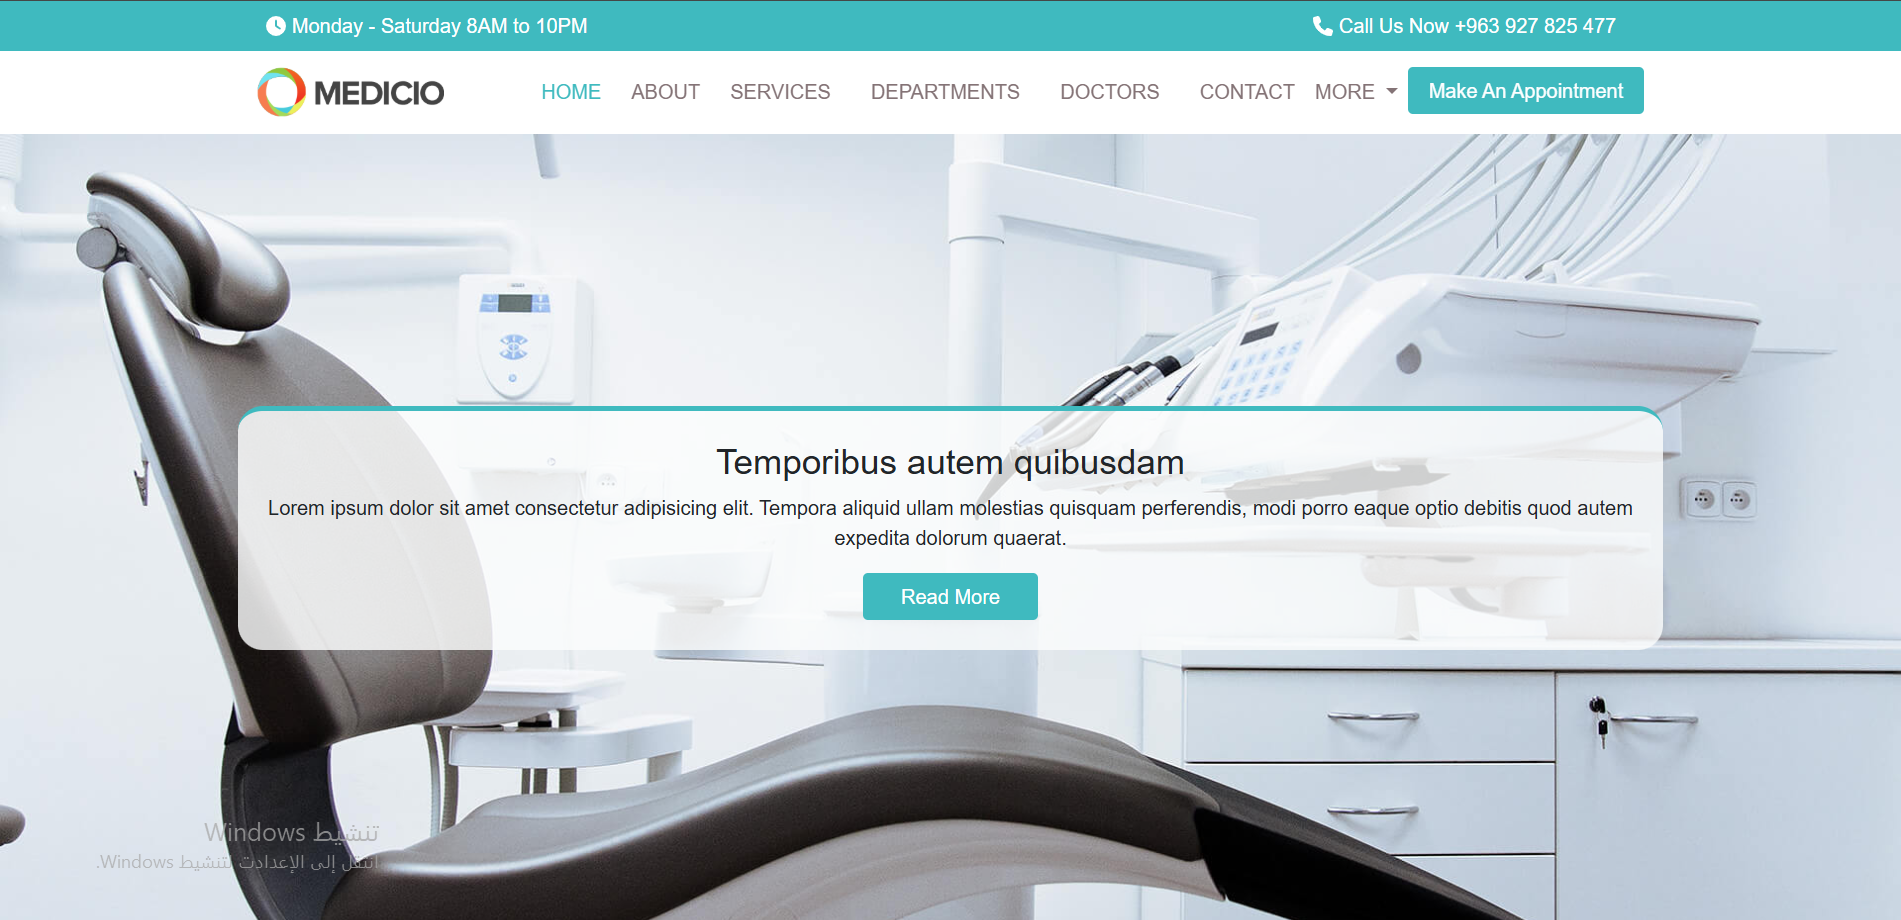 Monday - Saturday 8AM to 10PM
Call Us Now +963 927 825 477
MEDICIO
HOME ABOUT SERVICES DEPARTMENTS DOCTORS CONTACT MORE Make An Appointment
Temporibus autem quibusdam
Lorem ipsum dolor sit amet consectetur adipisicing elit. Tempora aliquid ullam molestias quisquam perferendis, modi porro eaque optio debitis quod autem
expedita dolorum quaerat.
Read More
تنشيط Windows
انتقل إلى الإعدادات لتنشيط Windows.